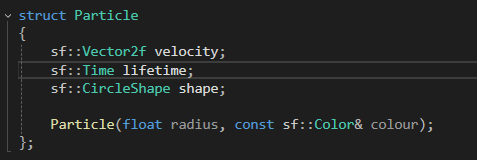 struct Particle
{
sf::Vector2f velocity;
sf::Time lifetime;
sf::CircleShape shape;
Particle(float radius, const sf::Color& colour);
};